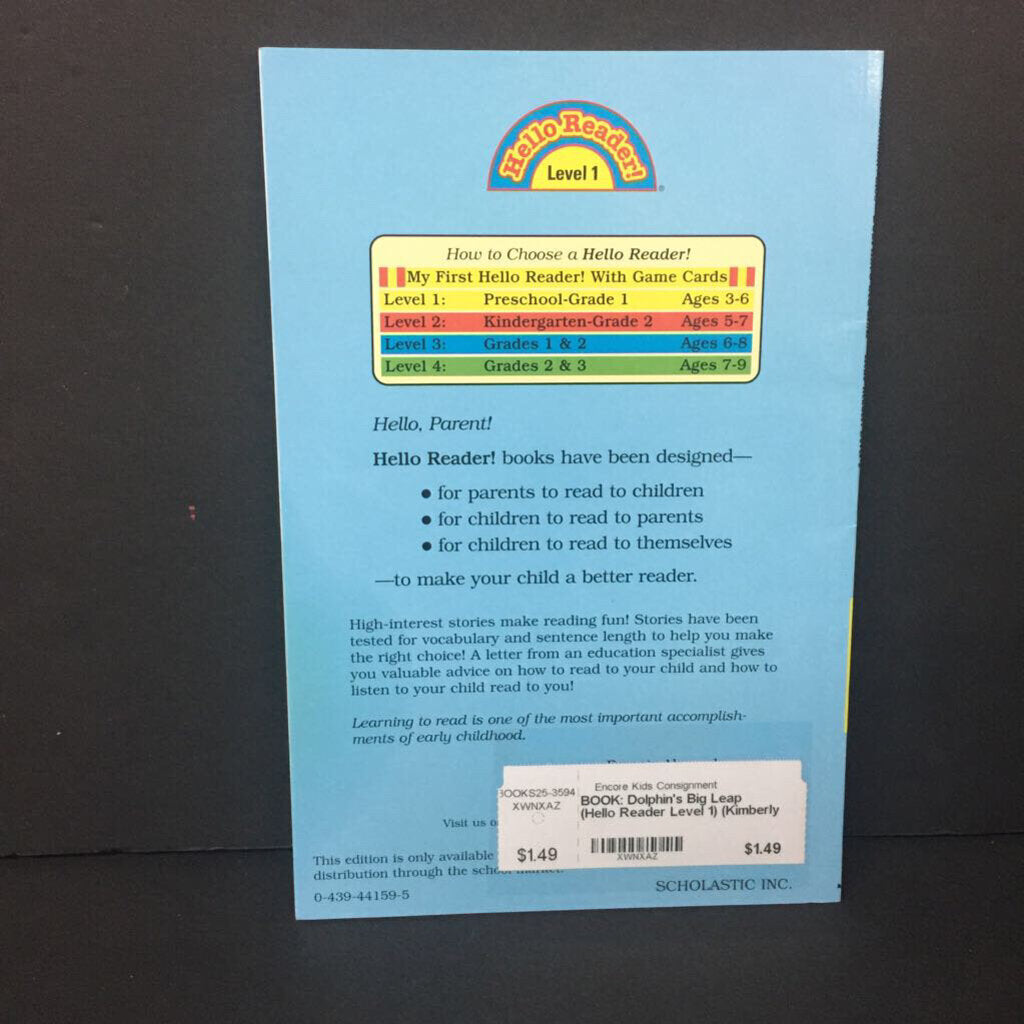 Hello Reader!
Level 1
How to Choose a Hello Reader!
My First Hello Reader! With Game Cards
Level 1: Preschool-Grade 1 Ages 3-6
Level 2: Kindergarten-Grade 2 Ages 5-7
Level 3: Grades 1 & 2 Ages 6-8
Level 4: Grades 2 & 3 Ages 7-9
Hello, Parent!
Hello Reader! books have been designed—
● for parents to read to children
● for children to read to parents
● for children to read to themselves
—to make your child a better reader.
High-interest stories make reading fun! Stories have been
tested for vocabulary and sentence length to help you make
the right choice! A letter from an education specialist gives
you valuable advice on how to read to your child and how to
listen to your child read to you!
Learning to read is one of the most important accomplish-
ments of early childhood.
Visit us
BOOKS25-3594
XWNXAZ
$1.49
Encore Kids Consignment
BOOK: Dolphin's Big Leap
(Hello Reader Level 1) (Kimberly
XWNXAZ
$1.49
This edition is only available
distribution through the school market.
0-439-44159-5
SCHOLASTIC INC.